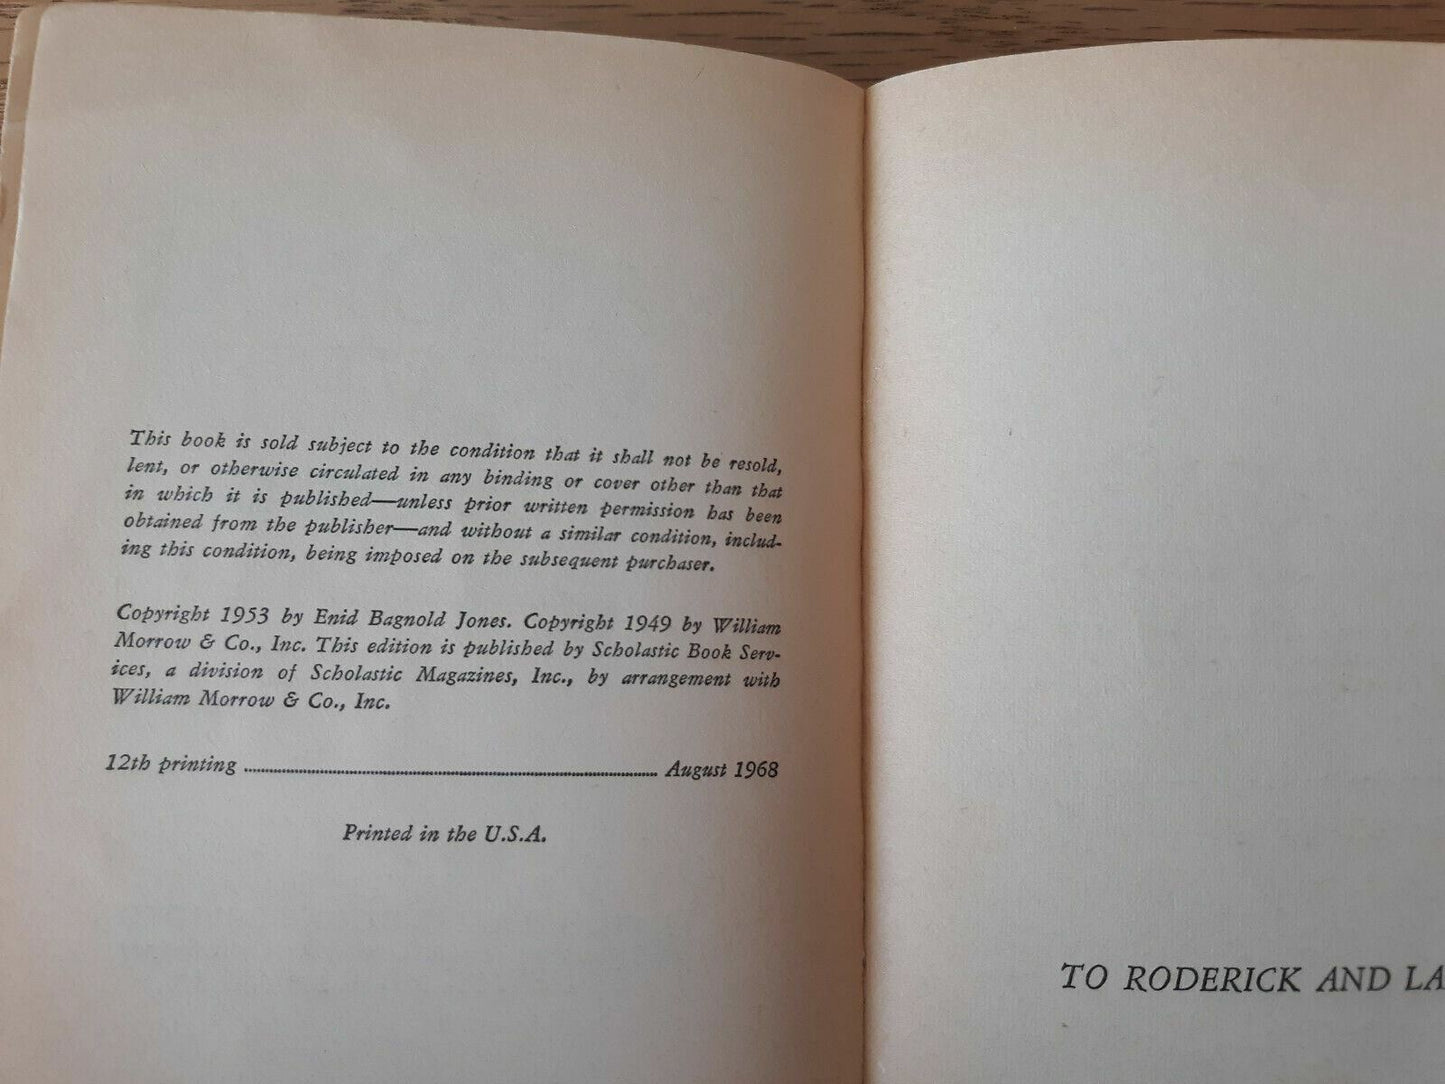 This book is sold subject to the condition that it shall not be resold,
lent, or otherwise circulated in any binding or cover other than that
in which it is published—unless prior written permission has been
obtained from the publisher—and without a similar condition, includ-
ing this condition, being imposed on the subsequent purchaser.
Copyright 1953 by Enid Bagnold Jones. Copyright 1949 by William
Morrow & Co., Inc. This edition is published by Scholastic Book Serv-
ices, a division of Scholastic Magazines, Inc., by arrangement with
William Morrow & Co., Inc.
12th printing ........................................ August 1968
Printed in the U.S.A.
TO RODERICK AND LA